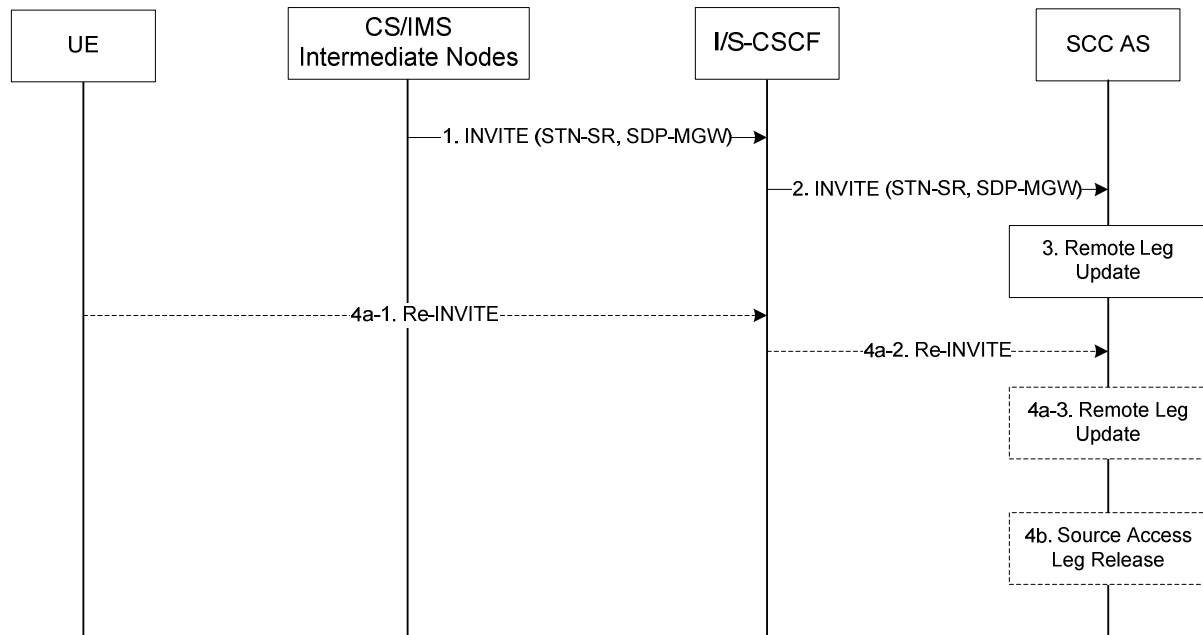 UE
CS/IMS
Intermediate Nodes
I/S-CSCF
SCC AS
1. INVITE (STN-SR, SDP-MGW)
2. INVITE (STN-SR, SDP-MGW)
3. Remote Leg
Update
4a-1. Re-INVITE
4a-2. Re-INVITE
4a-3. Remote Leg
Update
4b. Source Access
Leg Release